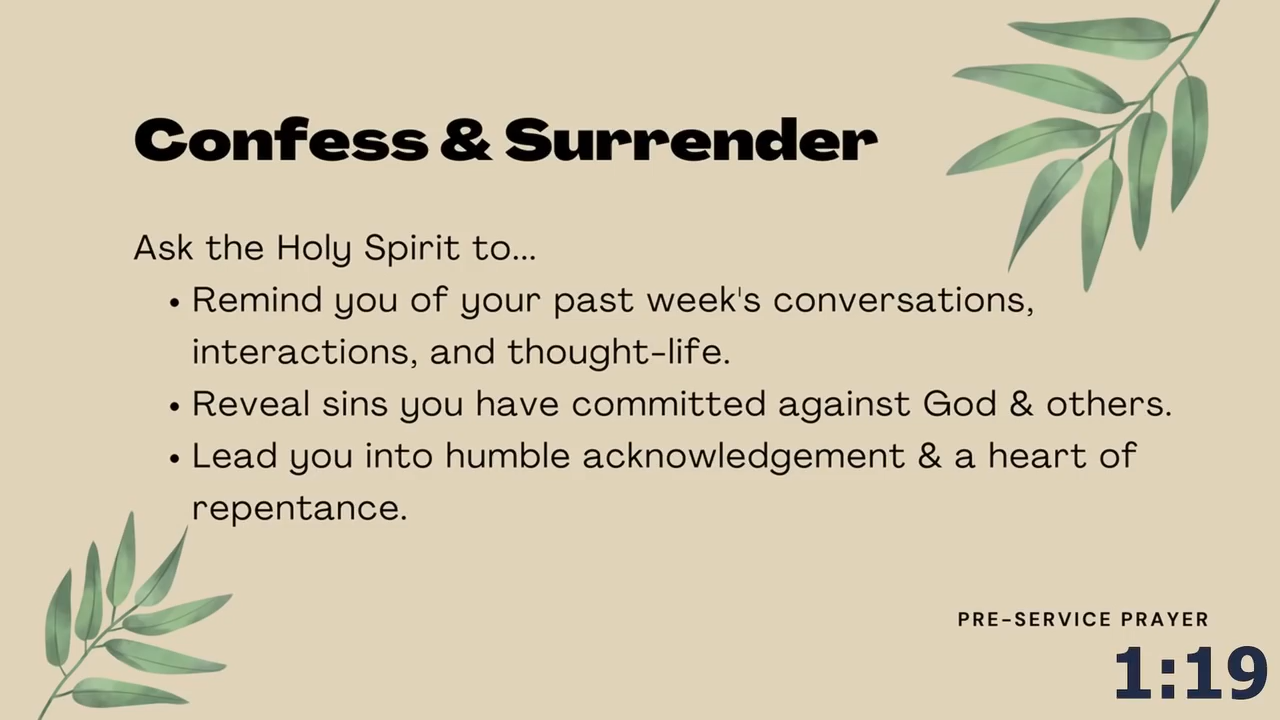 Confess & Surrender
Ask the Holy Spirit to...
• Remind you of your past week's conversations,
interactions, and thought-life.
• Reveal sins you have committed against God & others.
• Lead you into humble acknowledgement & a heart of
repentance.
PRE-SERVICE PRAYER
1:19